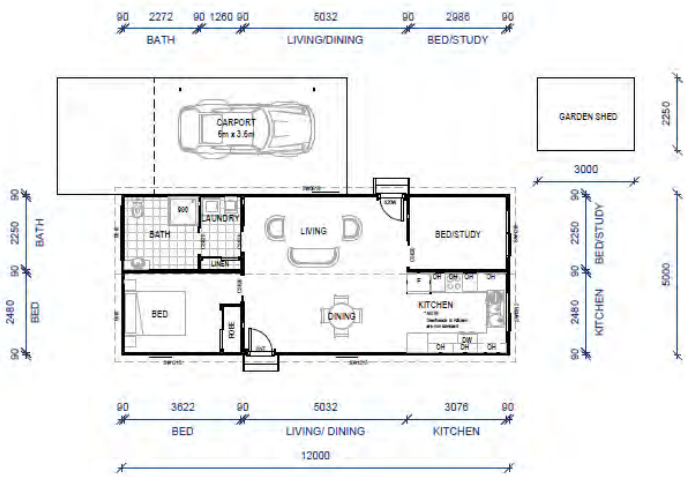 90 2272 90 1260 90 5032 90 2986 90
BATH LIVING/DINING BED/STUDY
CARPORT
6m x 3.6m
GARDEN SHED
2250
3000
90 2250 90 2480 90
BATH
BED
900
LAUNDRY
BATH
LINEN
LIVING
BED/STUDY
BED
ROBE
DINING
F
OH OH OH
KITCHEN
DW
OH OH OH
90 2250 90 2480 90
BED/STUDY
KITCHEN
5000
90 3622 90 5032 3076 90
BED LIVING/ DINING KITCHEN
12000